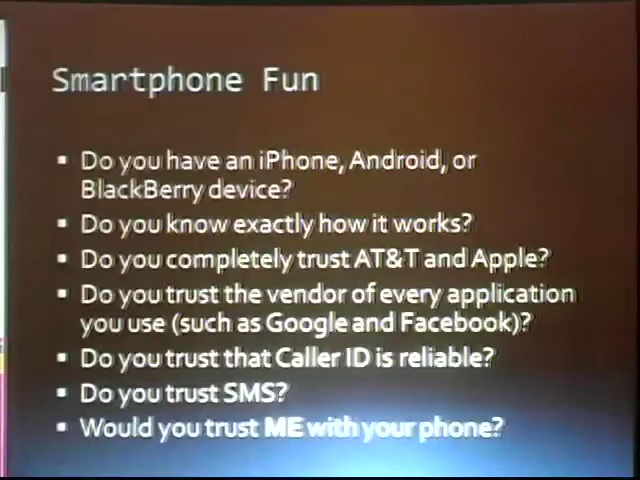 Smartphone Fun
Do you have an iPhone, Android, or
BlackBerry device?
Do you know exactly how it works?
Do you completely trust AT&T and Apple?
Do you trust the vendor of every application
you use (such as Google and Facebook)?
Do you trust that Caller ID is reliable?
Do you trust SMS?
Would you trust ME with your phone?